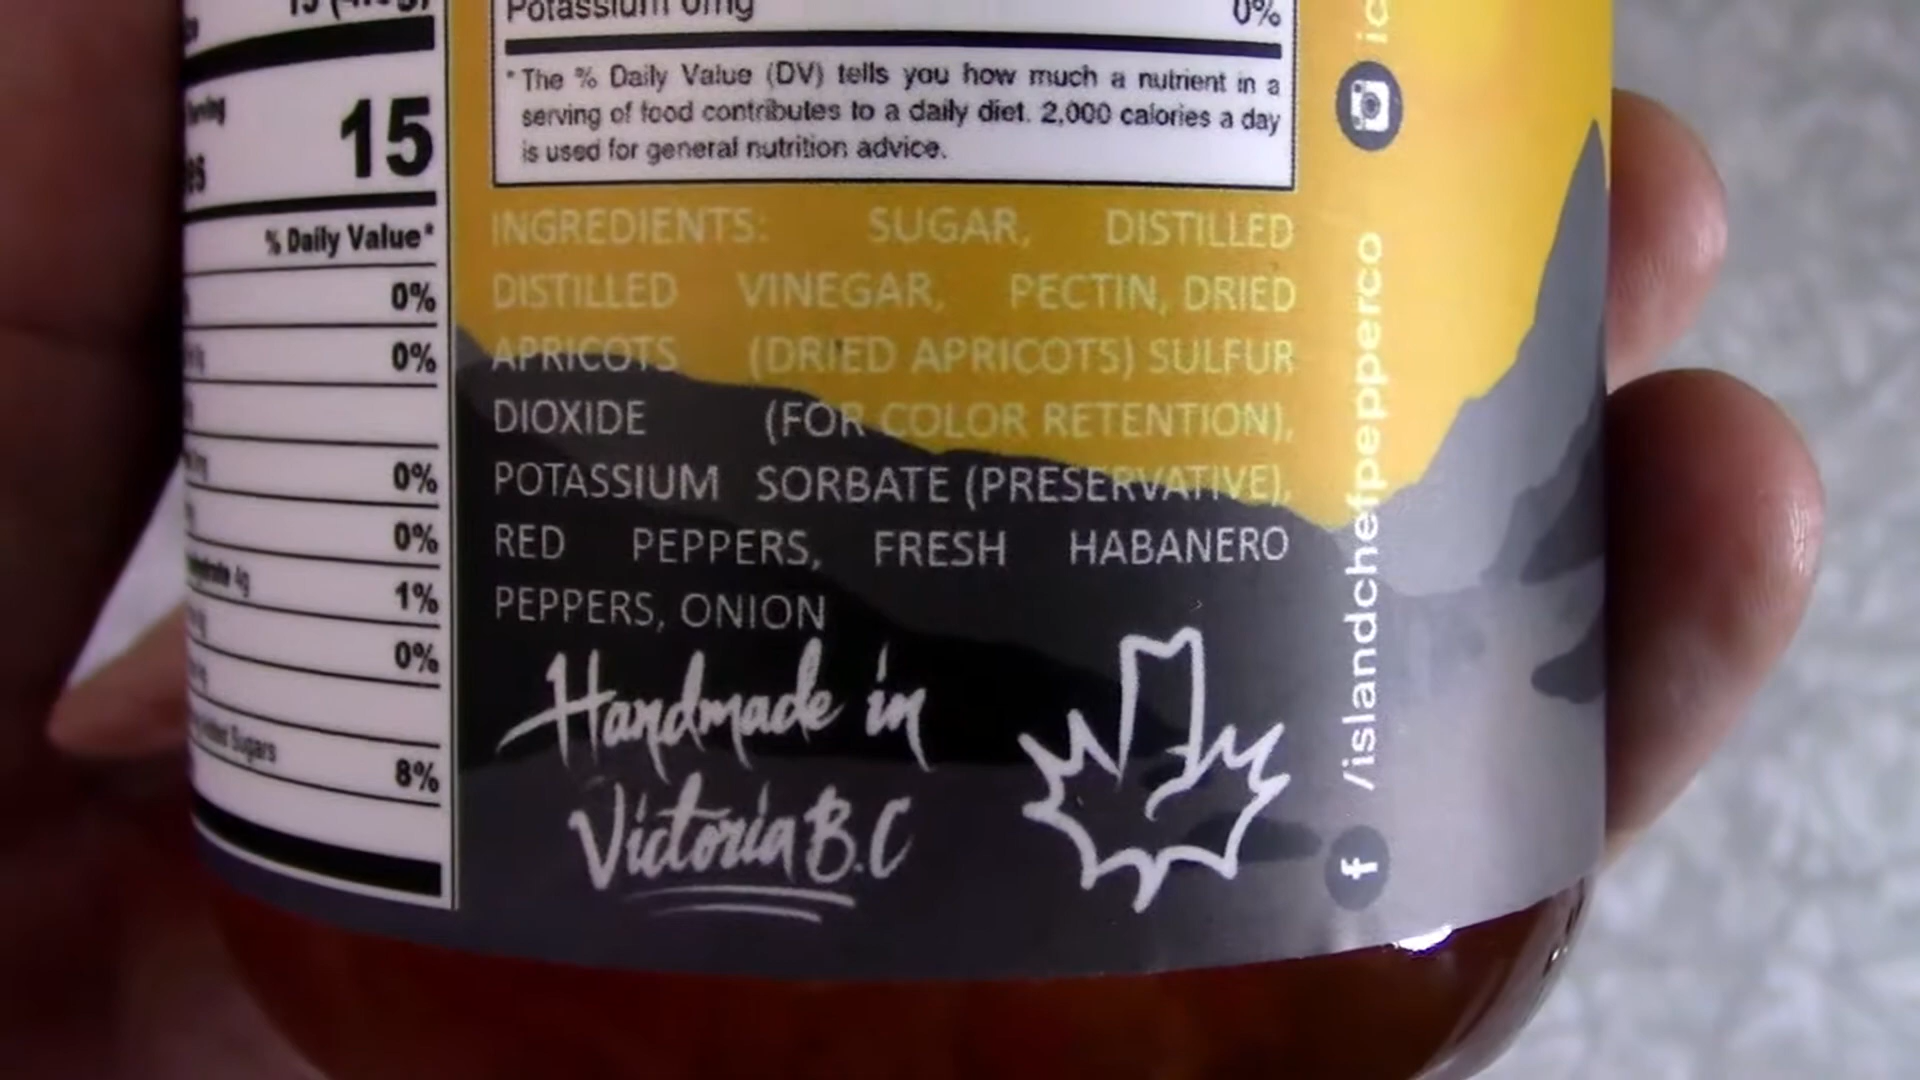 15
% Daily Value*
0%
0%
0%
0%
4g 1%
0%
Sugars
8%
Potassium 0mg 0%
* The % Daily Value (DV) tells you how much a nutrient in a
serving of food contributes to a daily diet. 2,000 calories a day
is used for general nutrition advice.
INGREDIENTS: SUGAR, DISTILLED
DISTILLED VINEGAR, PECTIN, DRIED
APRICOTS (DRIED APRICOTS) SULFUR
DIOXIDE (FOR COLOR RETENTION),
POTASSIUM SORBATE (PRESERVATIVE),
RED PEPPERS, FRESH HABANERO
PEPPERS, ONION
Handmade in
Victoria B.C
f /islandchefpepperco
ic